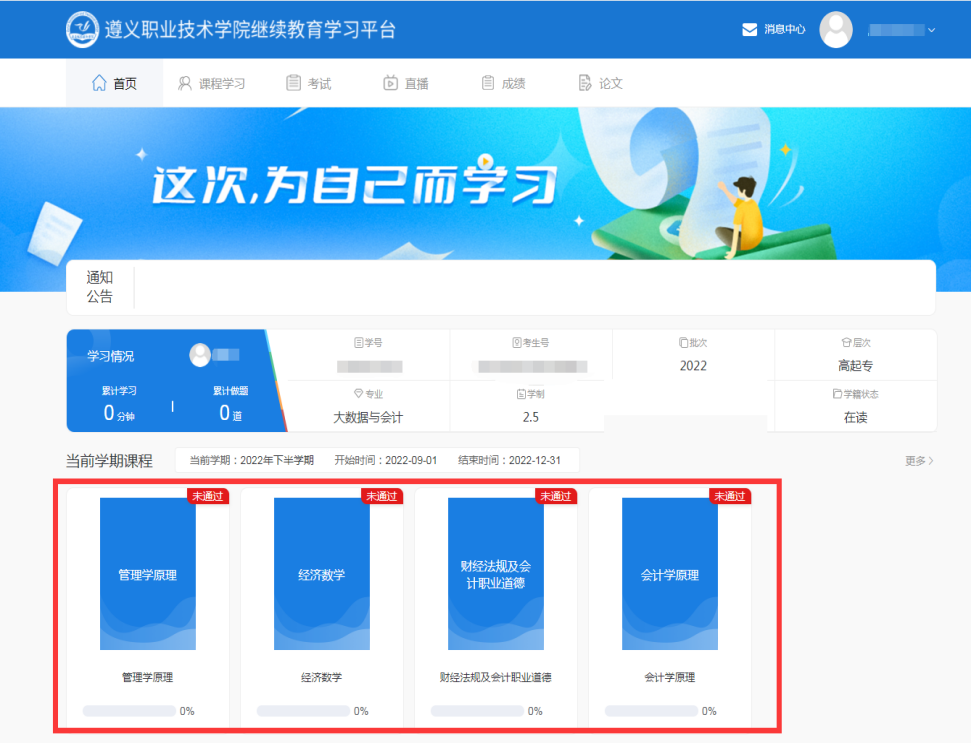 遵义职业技术学院继续教育学习平台
消息中心
首页
课程学习
考试
直播
成绩
论文
这次,为自己而学习
通知
公告
学习情况
累计学习
累计做题
0 分钟
0 道
学号
考生号
批次
2022
层次
高起专
专业
大数据与会计
学制
2.5
学籍状态
在读
当前学期课程
当前学期：2022年下半学期 开始时间：2022-09-01 结束时间：2022-12-31
更多
未通过
未通过
未通过
未通过
管理学原理
经济数学
财经法规及会
计职业道德
会计学原理
管理学原理
经济数学
财经法规及会计职业道德
会计学原理
0%
0%
0%
0%